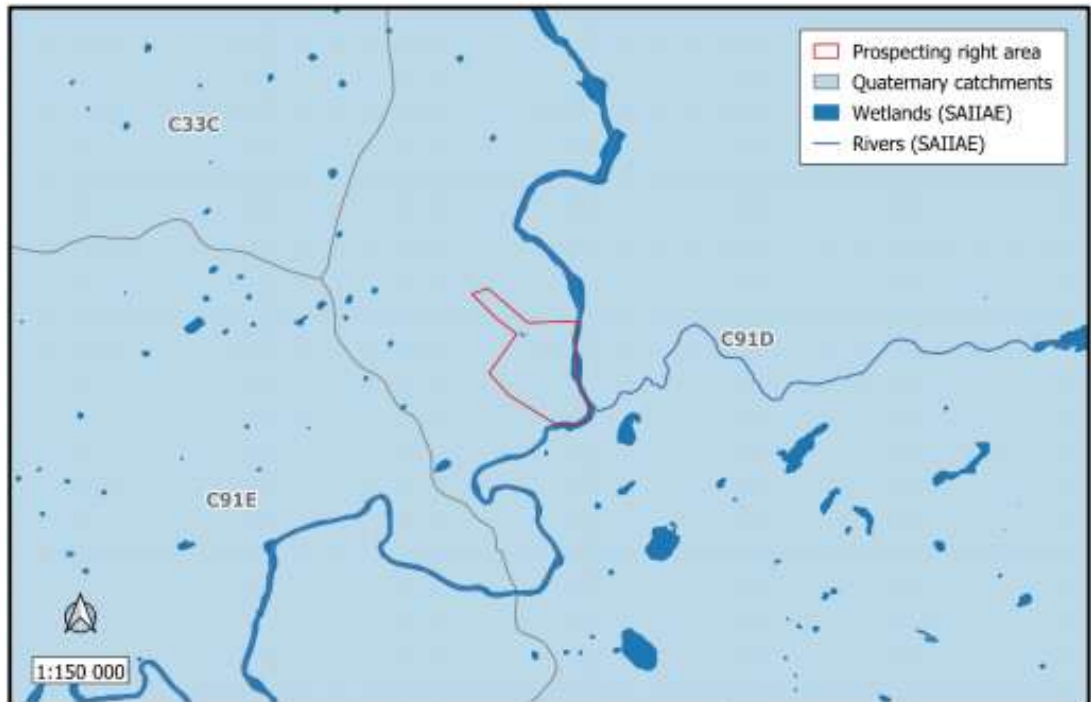 Prospecting right area
Quaternary catchments
Wetlands (SAIIAE)
Rivers (SAIIAE)
C33C
C91D
C91E
1:150 000